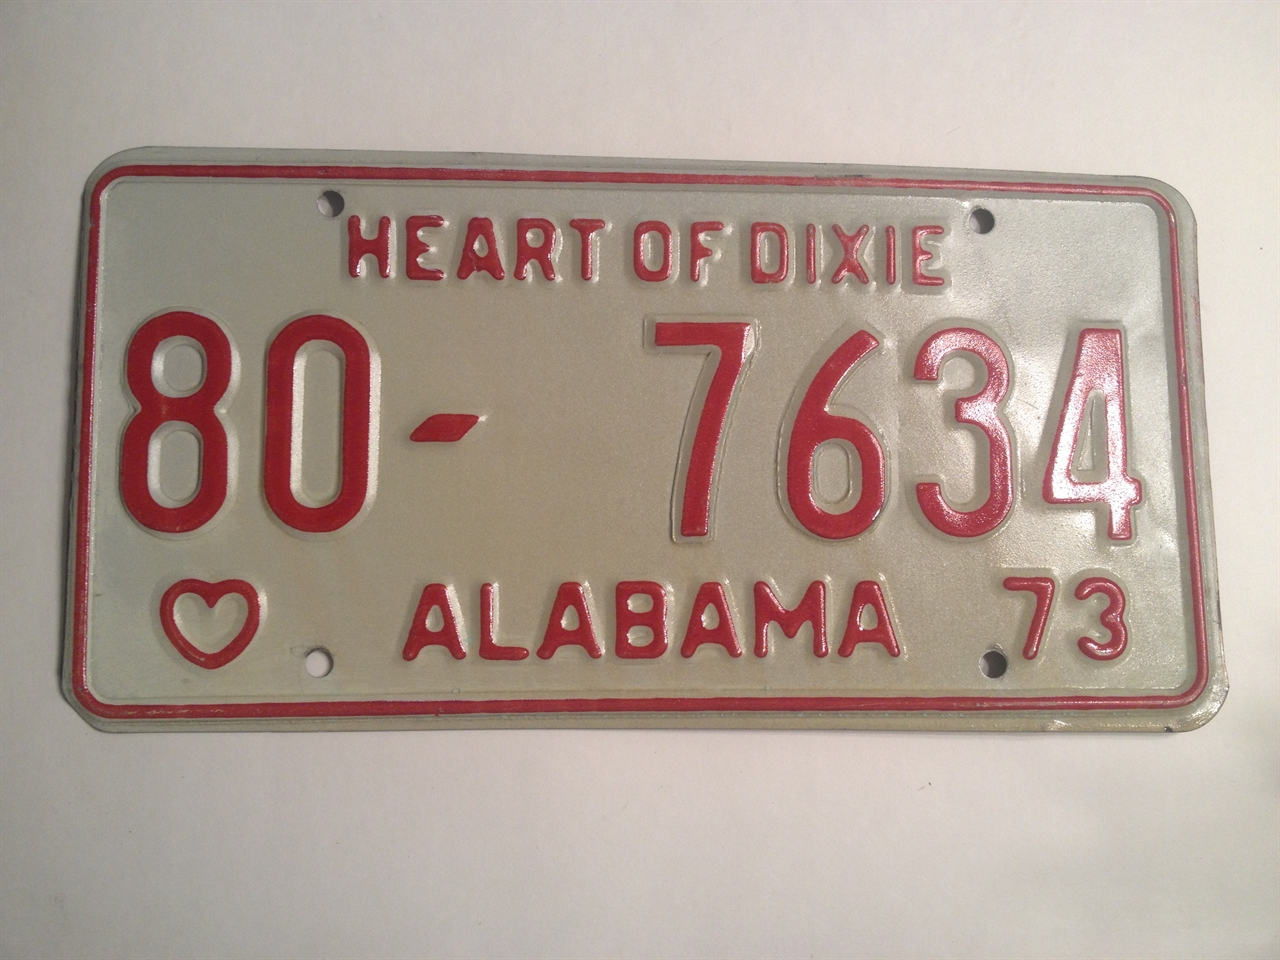 HEART OF DIXIE
80-7634
ALABAMA 73